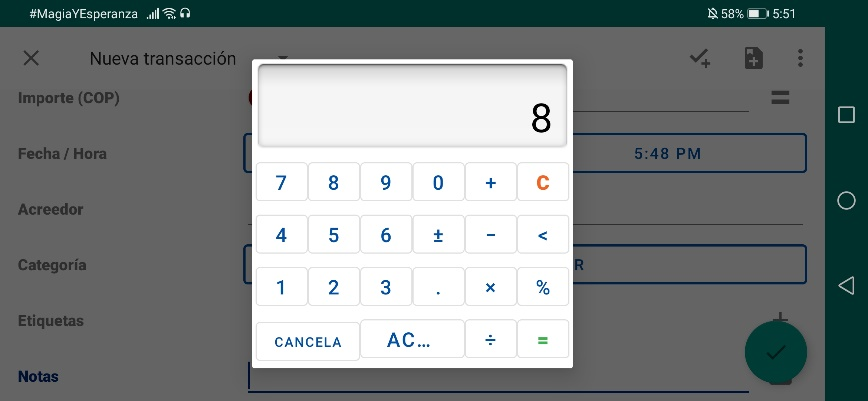 #MagiaYEsperanza 58% 5:51
Nueva transacción
Importe (COP)
8
Fecha / Hora 5:48 PM
7 8 9 0 + C
Acreedor
4 5 6 ± − <
Categoría R
1 2 3 . × %
Etiquetas
CANCELA AC... ÷ =
Notas